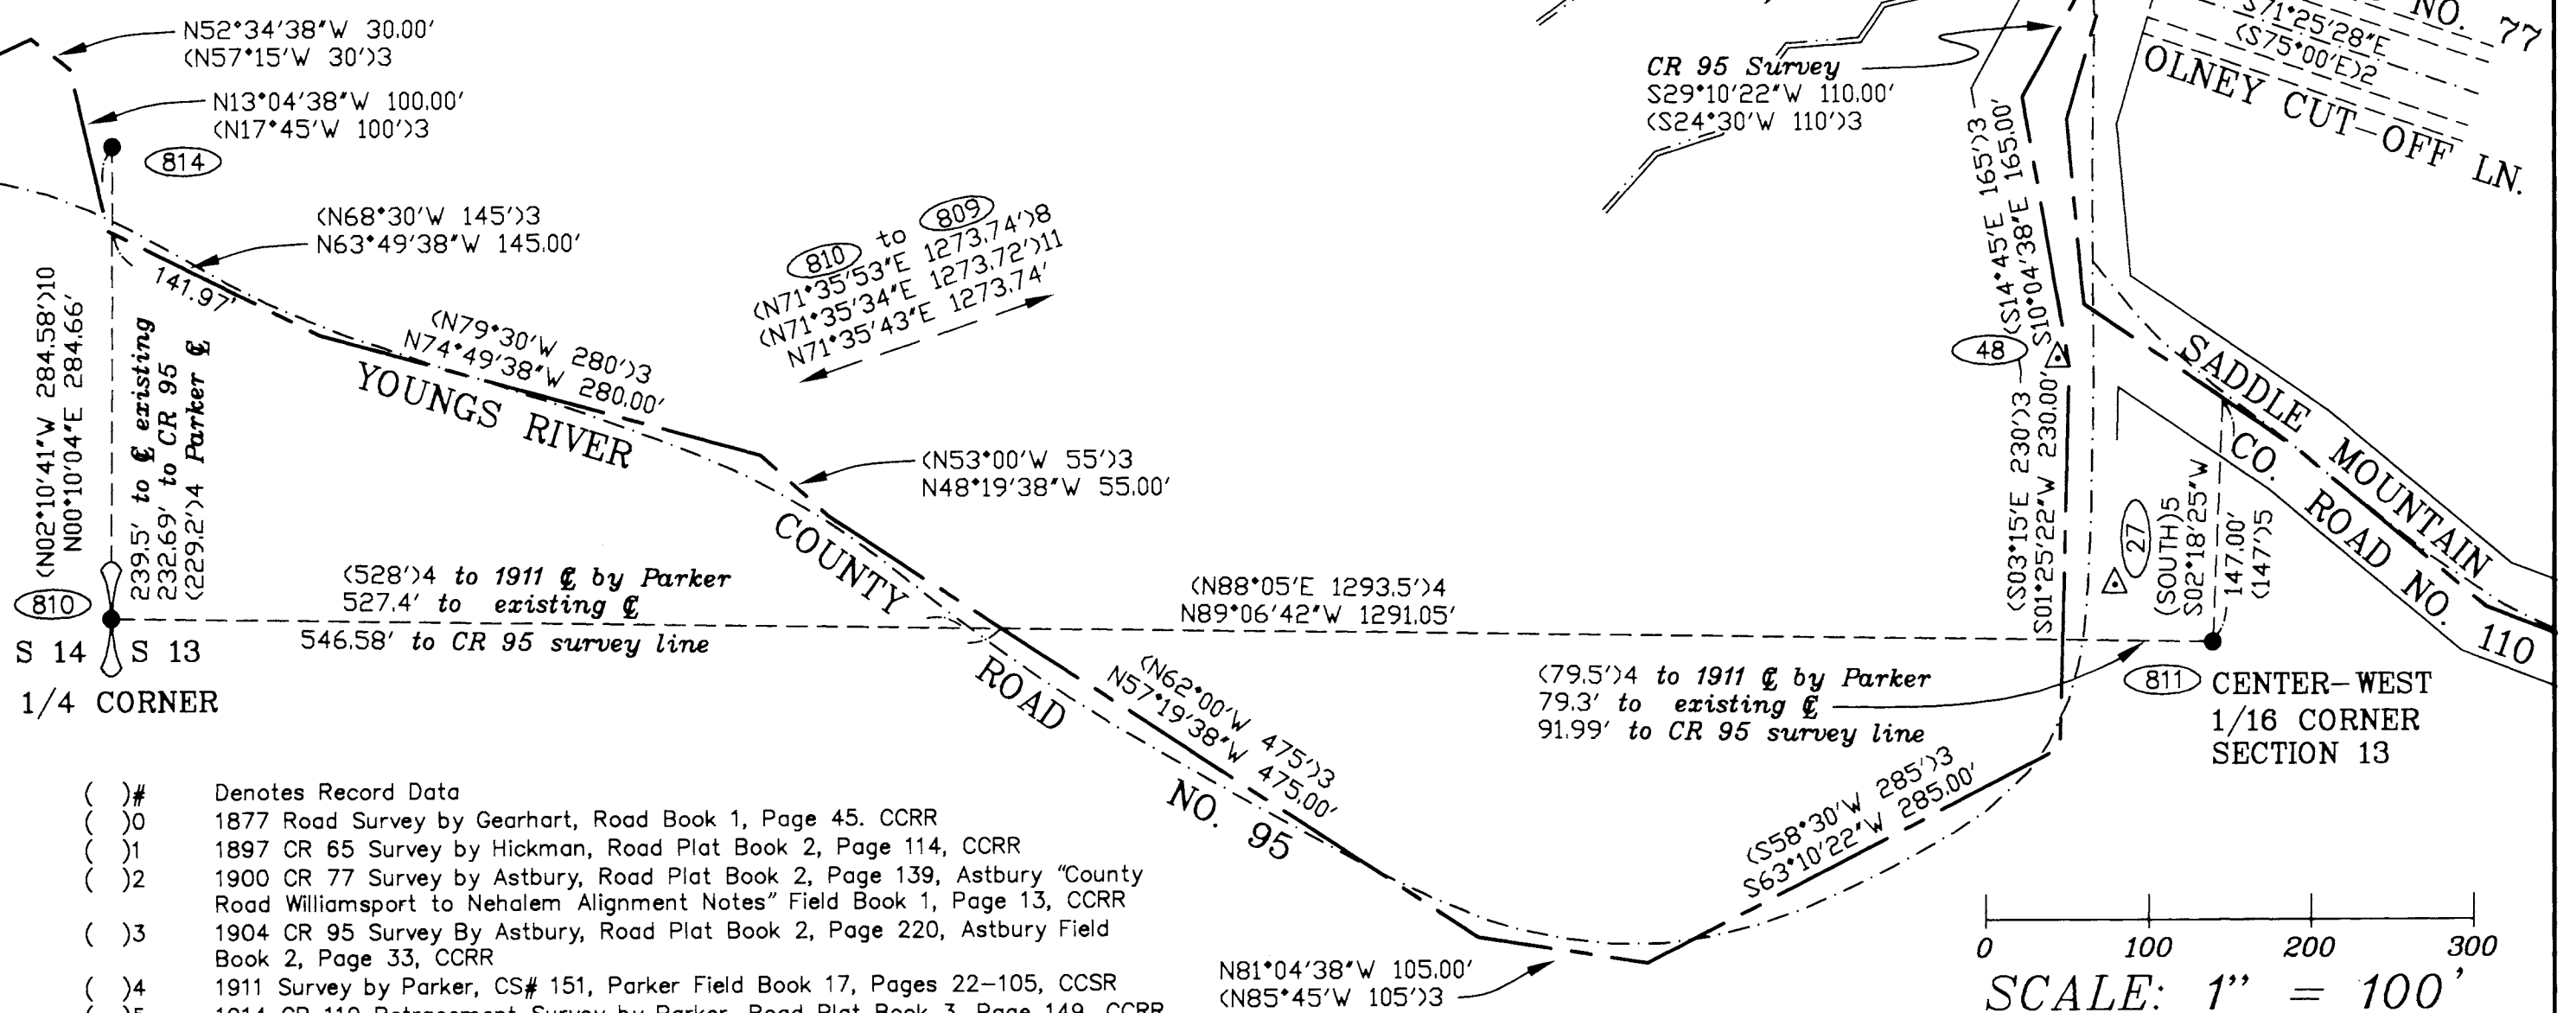 N52°34'38"W 30.00'
(N57°15'W 30')3
N13°04'38"W 100.00'
(N17°45'W 100')3
814
(N68°30'W 145')3
N63°49'38"W 145.00'
141.97'
(N02°10'41"W 284.58')10
N00°10'04"E 284.66'
239.5' to ℄ existing
232.69' to CR 95
(229.2')4 Parker ℄
810
S 14
S 13
1/4 CORNER
(N79°30'W 280')3
N74°49'38"W 280.00'
YOUNGS RIVER
COUNTY
ROAD
NO. 95
810 to 809
(N71°35'53"E 1273.74')8
(N71°35'34"E 1273.72')11
N71°35'43"E 1273.74'
(N53°00'W 55')3
N48°19'38"W 55.00'
(528')4 to 1911 ℄ by Parker
527.4' to existing ℄
546.58' to CR 95 survey line
(N88°05'E 1293.5')4
N89°06'42"W 1291.05'
(N62°00'W 475')3
N57°19'38"W 475.00'
N81°04'38"W 105.00'
(N85°45'W 105')3
(S58°30'W 285')3
S63°10'22"W 285.00'
(79.5')4 to 1911 ℄ by Parker
79.3' to existing ℄
91.99' to CR 95 survey line
CR 95 Survey
S29°10'22"W 110.00'
(S24°30'W 110')3
(S14°45'E 165')3
S10°04'38"E 165.00'
48
(S03°15'E 230')3
S01°25'22"W 230.00'
27
(SOUTH)5
S02°18'25"W
147.00'
(147')5
811
CENTER-WEST
1/16 CORNER
SECTION 13
NO. 77
S71°25'28"E
(S75°00'E)2
OLNEY CUT-OFF LN.
SADDLE MOUNTAIN
CO. ROAD NO. 110
( )# Denotes Record Data
( )0 1877 Road Survey by Gearhart, Road Book 1, Page 45. CCRR
( )1 1897 CR 65 Survey by Hickman, Road Plat Book 2, Page 114, CCRR
( )2 1900 CR 77 Survey by Astbury, Road Plat Book 2, Page 139, Astbury "County
Road Williamsport to Nehalem Alignment Notes" Field Book 1, Page 13, CCRR
( )3 1904 CR 95 Survey By Astbury, Road Plat Book 2, Page 220, Astbury Field
Book 2, Page 33, CCRR
( )4 1911 Survey by Parker, CS# 151, Parker Field Book 17, Pages 22-105, CCSR
( )5 1914 CR 110 Retracement Survey by Parker, Road Plat Book 3, Page 149, CCRR
0 100 200 300
SCALE: 1" = 100'